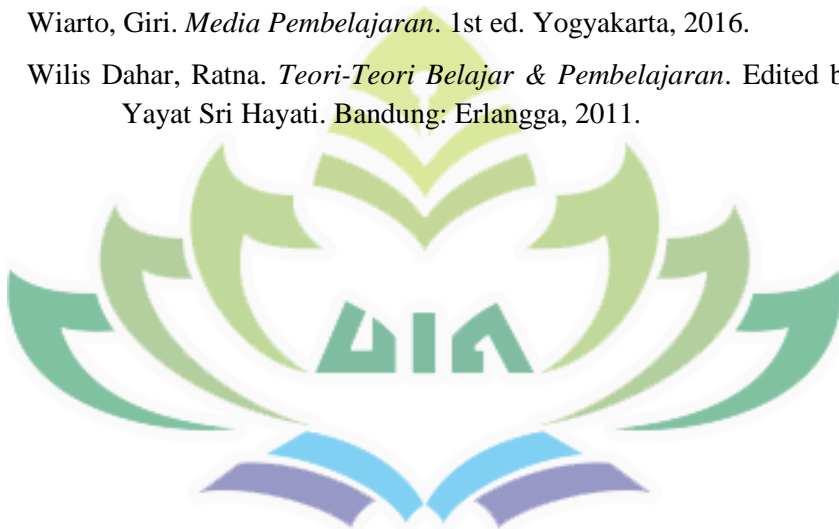 Wiarto, Giri. Media Pembelajaran. 1st ed. Yogyakarta, 2016.
Wilis Dahar, Ratna. Teori-Teori Belajar & Pembelajaran. Edited b
Yayat Sri Hayati. Bandung: Erlangga, 2011.
UIN